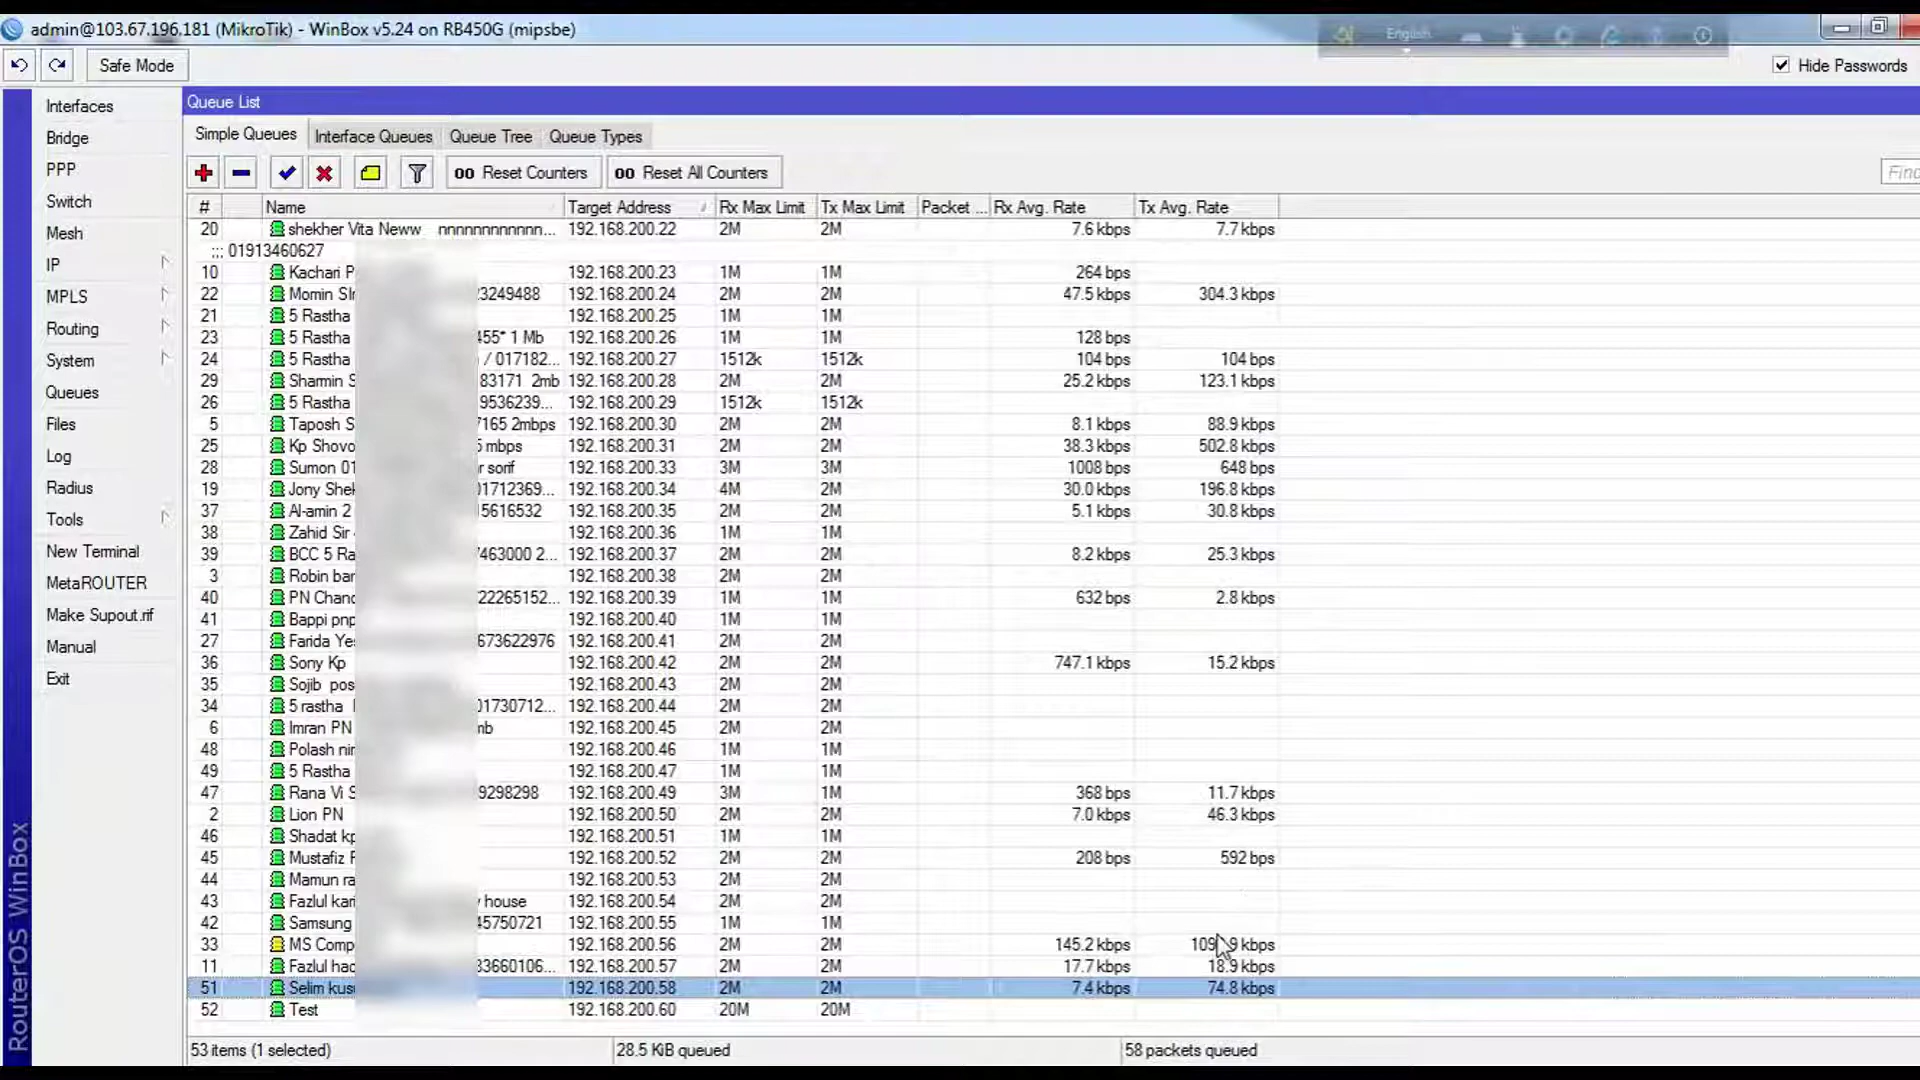 admin@103.67.196.181 (MikroTik) - WinBox v5.24 on RB450G (mipsbe)
English
Safe Mode
Hide Passwords
Interfaces
Bridge
PPP
Switch
Mesh
IP
MPLS
Routing
System
Queues
Files
Log
Radius
Tools
New Terminal
MetaROUTER
Make Supout.rif
Manual
Exit
RouterOS WinBox
Queue List
Simple Queues Interface Queues Queue Tree Queue Types
00 Reset Counters 00 Reset All Counters Find
# Name Target Address Rx Max Limit Tx Max Limit Packet ... Rx Avg. Rate Tx Avg. Rate
20 shekher Vita Neww nnnnnnnnnnnn... 192.168.200.22 2M 2M 7.6 kbps 7.7 kbps
;;; 01913460627
10 Kachari P 192.168.200.23 1M 1M 264 bps
22 Momin 23249488 192.168.200.24 2M 2M 47.5 kbps 304.3 kbps
21 5 Rastha 192.168.200.25 1M 1M
23 5 Rastha 455* 1 Mb 192.168.200.26 1M 1M 128 bps
24 5 Rastha / 017182... 192.168.200.27 1512k 1512k 104 bps 104 bps
29 Sharmin S 83171 2mb 192.168.200.28 2M 2M 25.2 kbps 123.1 kbps
26 5 Rastha 9536239... 192.168.200.29 1512k 1512k
5 Taposh S 7165 2mbps 192.168.200.30 2M 2M 8.1 kbps 88.9 kbps
25 Kp Shovo 5 mbps 192.168.200.31 2M 2M 38.3 kbps 502.8 kbps
28 Sumon 01 r sorif 192.168.200.33 3M 3M 1008 bps 648 bps
19 Jony Shek 01712369... 192.168.200.34 4M 2M 30.0 kbps 196.8 kbps
37 Al-amin 2 15616532 192.168.200.35 2M 2M 5.1 kbps 30.8 kbps
38 Zahid Sir 192.168.200.36 1M 1M
39 BCC 5 Ra 7463000 2... 192.168.200.37 2M 2M 8.2 kbps 25.3 kbps
3 Robin bar 192.168.200.38 2M 2M
40 PN Chanc 22265152... 192.168.200.39 1M 1M 632 bps 2.8 kbps
41 Bappi pnp 192.168.200.40 1M 1M
27 Farida Yes 673622976 192.168.200.41 2M 2M
36 Sony Kp 192.168.200.42 2M 2M 747.1 kbps 15.2 kbps
35 Sojib pos 192.168.200.43 2M 2M
34 5 rastha 01730712... 192.168.200.44 2M 2M
6 Imran PN mb 192.168.200.45 2M 2M
48 Polash nir 192.168.200.46 1M 1M
49 5 Rastha 192.168.200.47 1M 1M
47 Rana Vi S 9298298 192.168.200.49 3M 1M 368 bps 11.7 kbps
2 Lion PN 192.168.200.50 2M 2M 7.0 kbps 46.3 kbps
46 Shadat kp 192.168.200.51 1M 1M
45 Mustafiz 192.168.200.52 2M 2M 208 bps 592 bps
44 Mamun ra 192.168.200.53 2M 2M
43 Fazlul kari house 192.168.200.54 2M 2M
42 Samsung 45750721 192.168.200.55 1M 1M
33 MS Comp 192.168.200.56 2M 2M 145.2 kbps kbps
11 Fazlul hac 33660106... 192.168.200.57 2M 2M 17.7 kbps 18.9 kbps
51 Selim kus 192.168.200.58 2M 2M 7.4 kbps 74.8 kbps
52 Test 192.168.200.60 20M 20M
53 items (1 selected) 28.5 KiB queued 58 packets queued